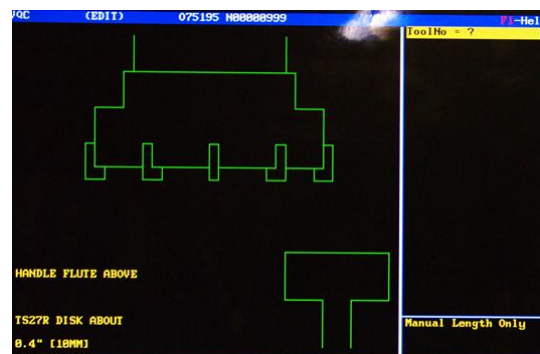 VQC (EDIT) 075195 N00000999 F1-Hel
ToolNo = ?
HANDLE FLUTE ABOVE
TS27R DISK ABOUT
0.4" [10MM]
Manual Length Only